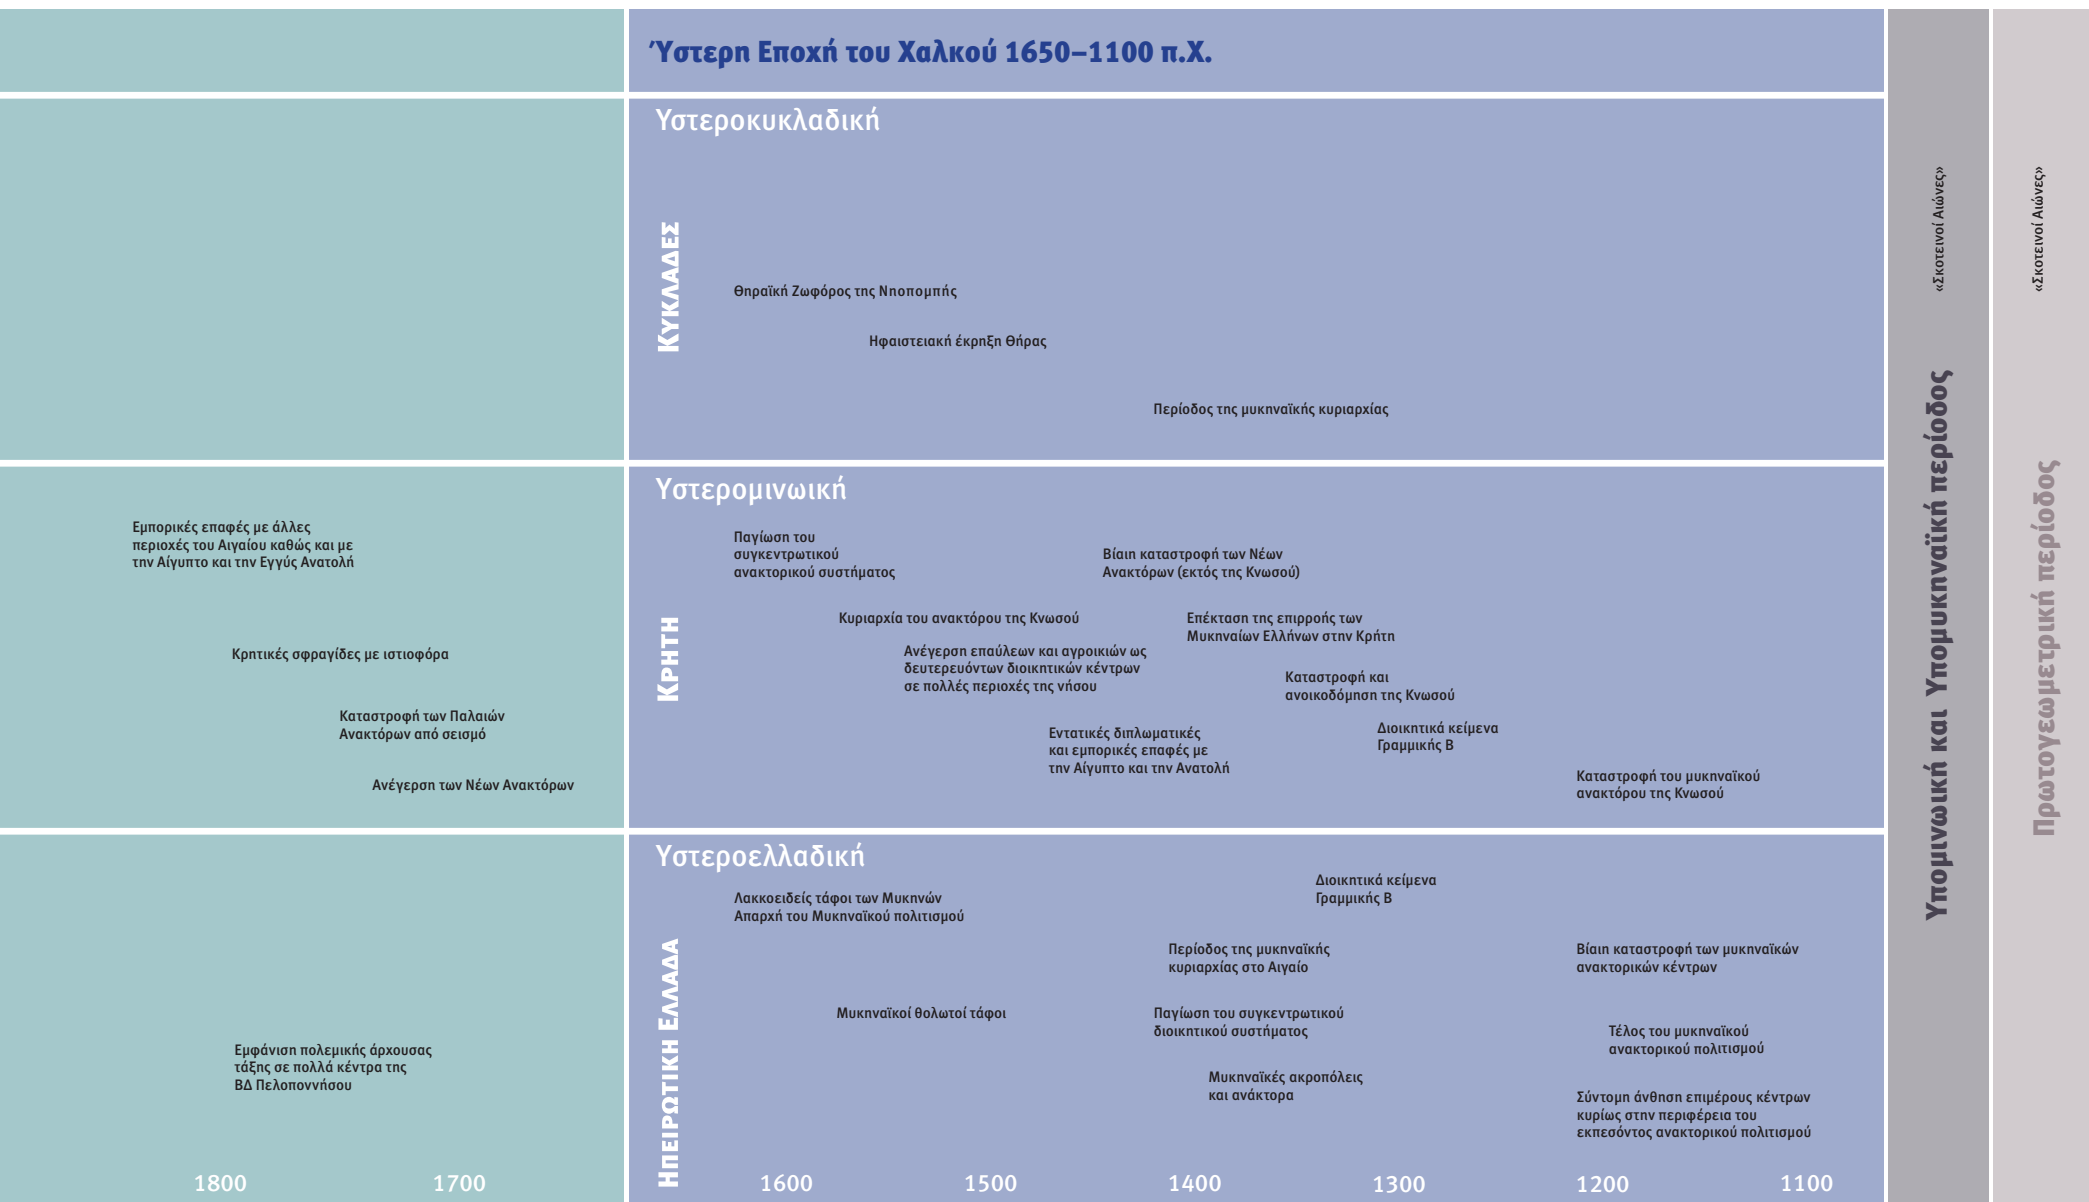 Ύστερη Εποχή του Χαλκού 1650–1100 π.Χ.
Υστεροκυκλαδική
ΚΥΚΛΑΔΕΣ
Θηραϊκή Ζωφόρος της Νηοπομπής
Ηφαιστειακή έκρηξη Θήρας
Περίοδος της μυκηναϊκής κυριαρχίας
Εμπορικές επαφές με άλλες
περιοχές του Αιγαίου καθώς και με
την Αίγυπτο και την Εγγύς Ανατολή
Κρητικές σφραγίδες με ιστιοφόρα
Καταστροφή των Παλαιών
Ανακτόρων από σεισμό
Ανέγερση των Νέων Ανακτόρων
Υστερομινωική
ΚΡΗΤΗ
Παγίωση του
συγκεντρωτικού
ανακτορικού συστήματος
Βίαιη καταστροφή των Νέων
Ανακτόρων (εκτός της Κνωσού)
Κυριαρχία του ανακτόρου της Κνωσού
Επέκταση της επιρροής των
Μυκηναίων Ελλήνων στην Κρήτη
Ανέγερση επαύλεων και αγροικιών ως
δευτερευόντων διοικητικών κέντρων
σε πολλές περιοχές της νήσου
Καταστροφή και
ανοικοδόμηση της Κνωσού
Εντατικές διπλωματικές
και εμπορικές επαφές με
την Αίγυπτο και την Ανατολή
Διοικητικά κείμενα
Γραμμικής Β
Καταστροφή του μυκηναϊκού
ανακτόρου της Κνωσού
Εμφάνιση πολεμικής άρχουσας
τάξης σε πολλά κέντρα της
ΒΔ Πελοποννήσου
Υστεροελλαδική
ΗΠΕΙΡΩΤΙΚΗ ΕΛΛΑΔΑ
Λακκοειδείς τάφοι των Μυκηνών
Απαρχή του Μυκηναϊκού πολιτισμού
Διοικητικά κείμενα
Γραμμικής Β
Περίοδος της μυκηναϊκής
κυριαρχίας στο Αιγαίο
Βίαιη καταστροφή των μυκηναϊκών
ανακτορικών κέντρων
Μυκηναϊκοί θολωτοί τάφοι
Παγίωση του συγκεντρωτικού
διοικητικού συστήματος
Τέλος του μυκηναϊκού
ανακτορικού πολιτισμού
Μυκηναϊκές ακροπόλεις
και ανάκτορα
Σύντομη άνθηση επιμέρους κέντρων
κυρίως στην περιφέρεια του
εκπεσόντος ανακτορικού πολιτισμού
1800 1700 1600 1500 1400 1300 1200 1100
Υπομινωική και Υπομυκηναϊκή περίοδος «Σκοτεινοί Αιώνες»
Πρωτογεωμετρική περίοδος «Σκοτεινοί Αιώνες»